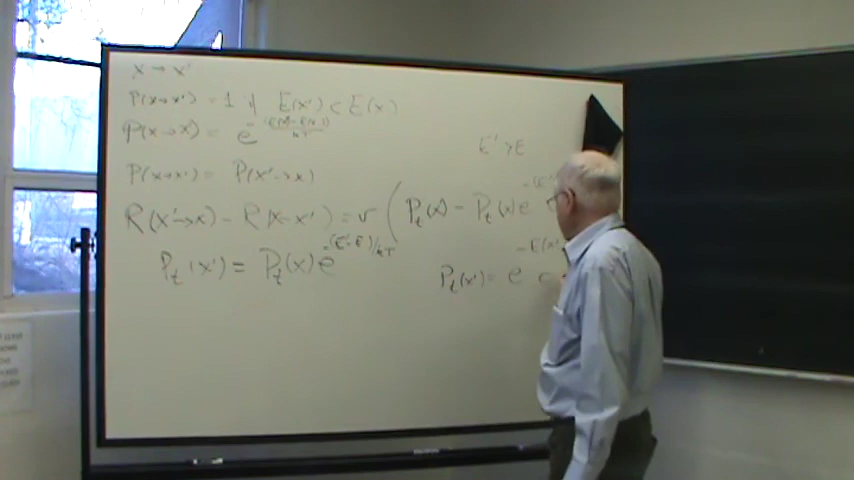 x → x'
P(x→x') = 1 if E(x') < E(x)
P(x→x) = e^-(E(x')-E(x))/kT
E' > E
P(x→x') = P(x'→x)
R(x'→x) - R(x→x') = v ( P_t(x) - P_t(x) e^-(E'
P_t(x') = P_t(x) e^-(E'-E)/kT
P_t(x') = e^-E(x'